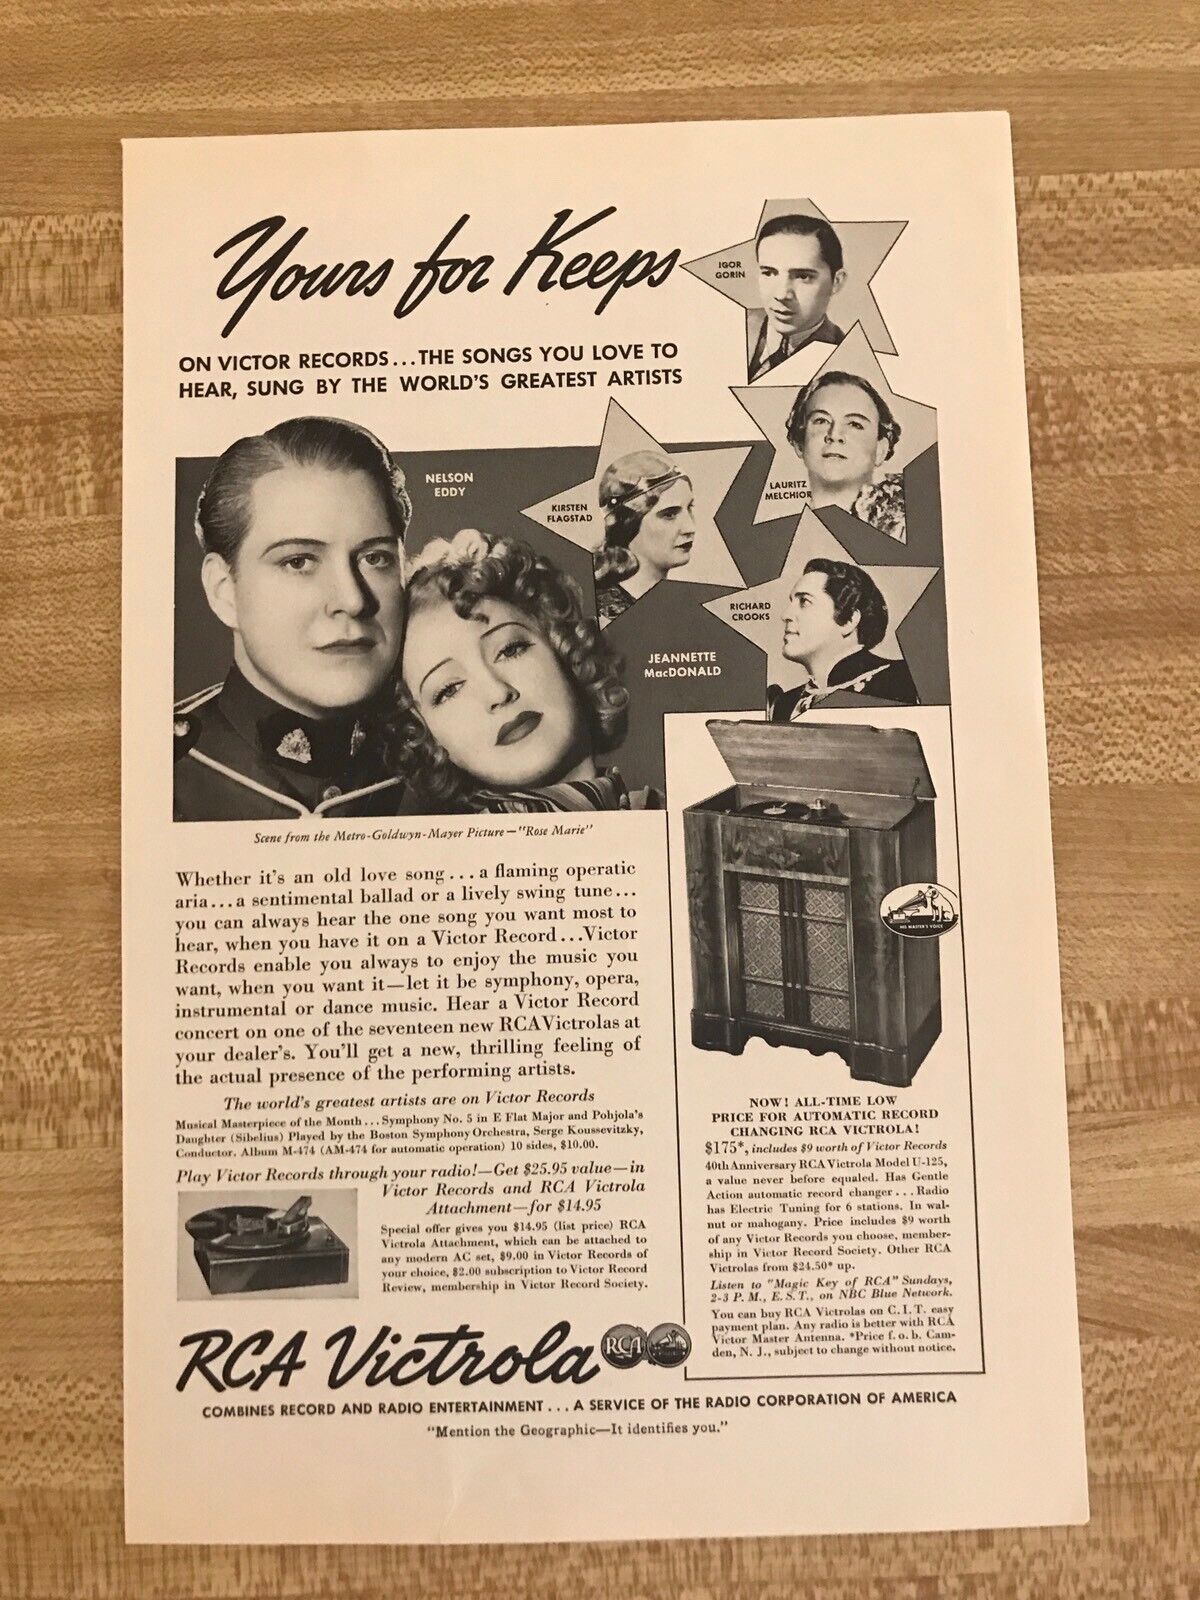 Yours for Keeps
ON VICTOR RECORDS...THE SONGS YOU LOVE TO
HEAR, SUNG BY THE WORLD'S GREATEST ARTISTS
IGOR
GORIN
LAURITZ
MELCHIOR
NELSON
EDDY
KIRSTEN
FLAGSTAD
RICHARD
CROOKS
JEANNETTE
MacDONALD
Scene from the Metro-Goldwyn-Mayer Picture—"Rose Marie"
Whether it's an old love song...a flaming operatic
aria...a sentimental ballad or a lively swing tune...
you can always hear the one song you want most to
hear, when you have it on a Victor Record...Victor
Records enable you always to enjoy the music you
want, when you want it—let it be symphony, opera,
instrumental or dance music. Hear a Victor Record
concert on one of the seventeen new RCA Victrolas at
your dealer's. You'll get a new, thrilling feeling of
the actual presence of the performing artists.
The world's greatest artists are on Victor Records
Musical Masterpiece of the Month...Symphony No. 5 in E Flat Major and Pohjola's
Daughter (Sibelius) Played by the Boston Symphony Orchestra, Serge Koussevitzky,
Conductor. Album M-474 (AM-474 for automatic operation) 10 sides, $10.00.
Play Victor Records through your radio!—Get $25.95 value—in
Victor Records and RCA Victrola
Attachment—for $14.95
Special offer gives you $14.95 (list price) RCA
Victrola Attachment, which can be attached to
any modern AC set, $9.00 in Victor Records of
your choice, $2.00 subscription to Victor Record
Review, membership in Victor Record Society.
HIS MASTER'S VOICE
NOW! ALL-TIME LOW
PRICE FOR AUTOMATIC RECORD
CHANGING RCA VICTROLA!
$175*, includes $9 worth of Victor Records
40th Anniversary RCA Victrola Model U-125,
a value never before equaled. Has Gentle
Action automatic record changer...Radio
has Electric Tuning for 6 stations. In wal-
nut or mahogany. Price includes $9 worth
of any Victor Records you choose, member-
ship in Victor Record Society. Other RCA
Victrolas from $24.50* up.
Listen to "Magic Key of RCA" Sundays,
2-3 P. M., E. S. T., on NBC Blue Network.
You can buy RCA Victrolas on C. I. T. easy
payment plan. Any radio is better with RCA
Victor Master Antenna. *Price f. o. b. Cam-
den, N. J., subject to change without notice.
RCA Victrola
RCA
COMBINES RECORD AND RADIO ENTERTAINMENT...A SERVICE OF THE RADIO CORPORATION OF AMERICA
"Mention the Geographic—It identifies you."